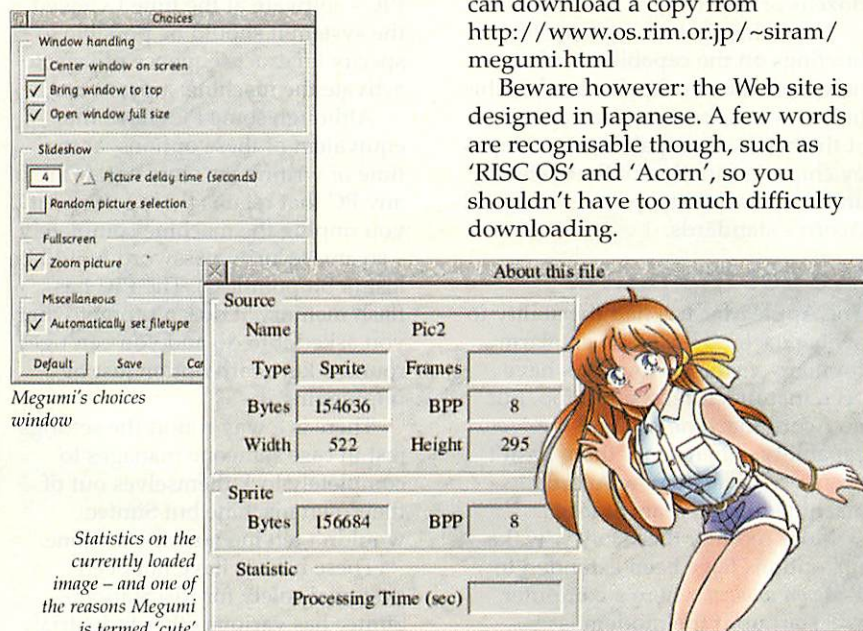 Choices
Window handling
Center window on screen
Bring window to top
Open window full size
Slideshow
4 Picture delay time (seconds)
Random picture selection
Fullscreen
Zoom picture
Miscellaneous
Automatically set filetype
Default Save
Megumi's choices
window
can download a copy from
http://www.os.rim.or.jp/~siram/
megumi.html
Beware however: the Web site is
designed in Japanese. A few words
are recognisable though, such as
'RISC OS' and 'Acorn', so you
shouldn't have too much difficulty
downloading.
About this file
Source
Name Pic2
Type Sprite Frames
Bytes 154636 BPP 8
Width 522 Height 295
Sprite
Bytes 156684 BPP 8
Statistic
Processing Time (sec)
Statistics on the
currently loaded
image – and one of
the reasons Megumi
is termed 'cute'